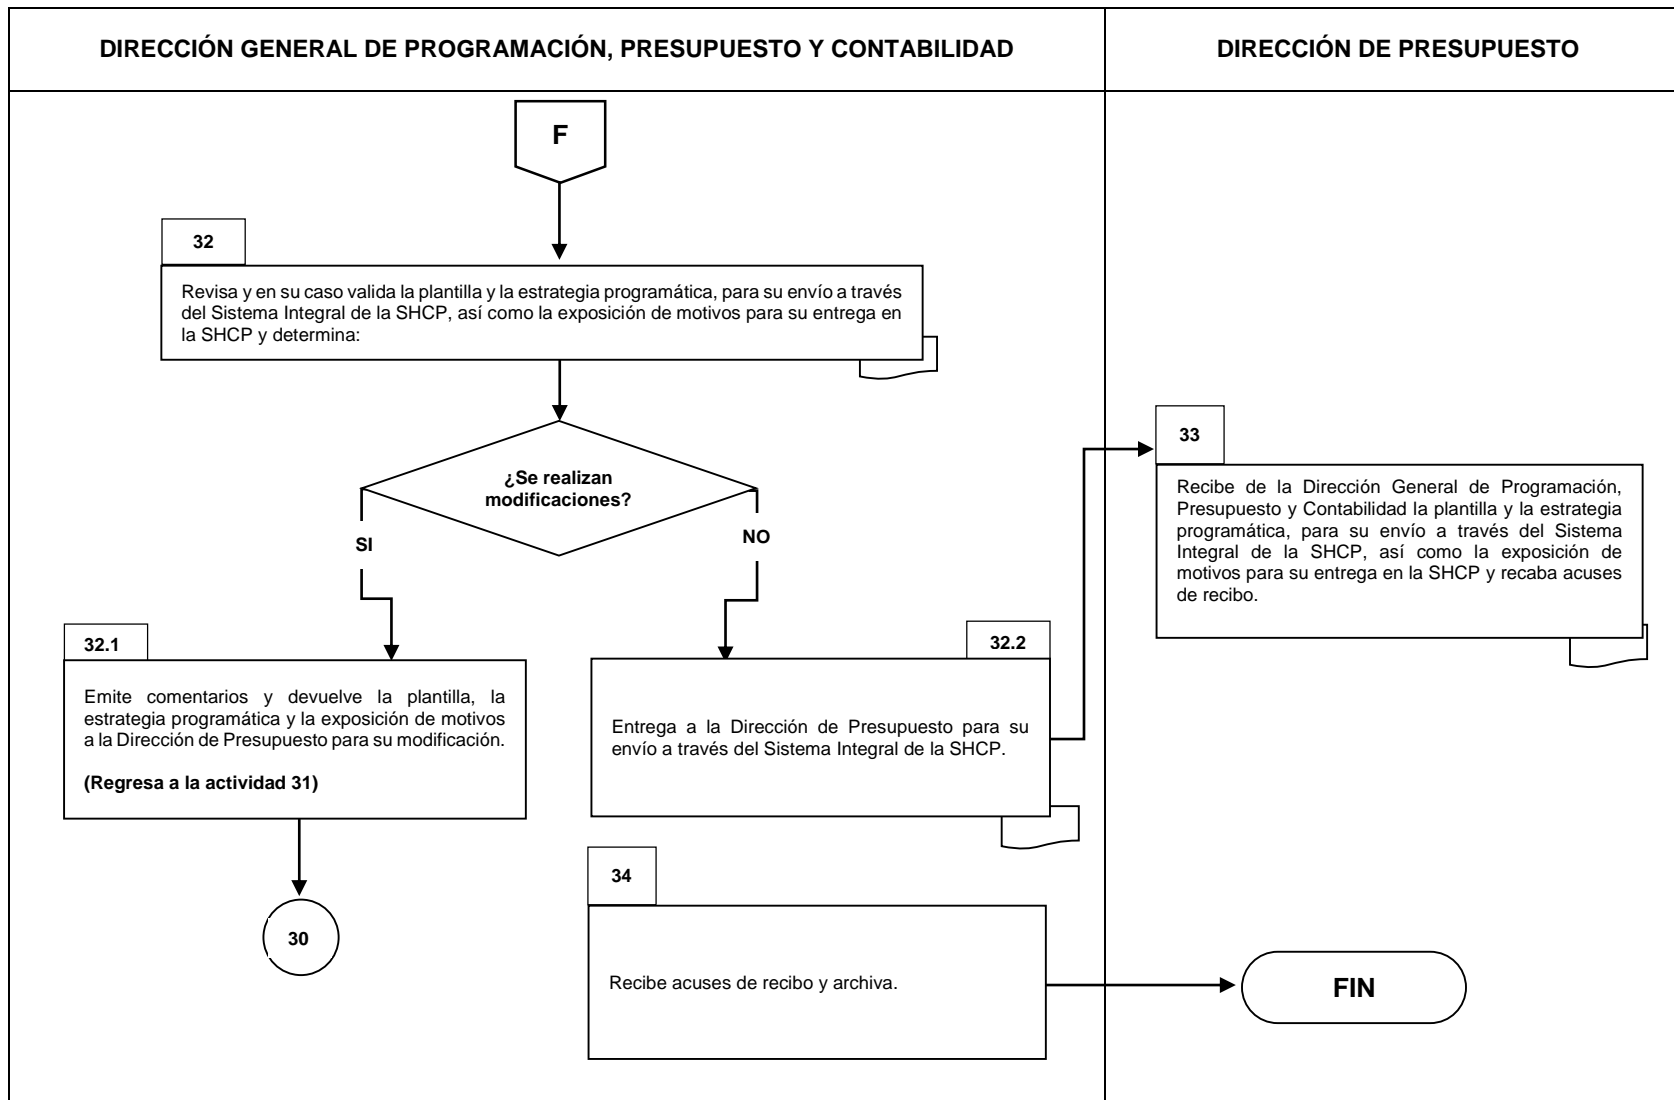 DIRECCIÓN GENERAL DE PROGRAMACIÓN, PRESUPUESTO Y CONTABILIDAD
DIRECCIÓN DE PRESUPUESTO
F
32
Revisa y en su caso valida la plantilla y la estrategia programática, para su envío a través
del Sistema Integral de la SHCP, así como la exposición de motivos para su entrega en
la SHCP y determina:
¿Se realizan
modificaciones?
SI
NO
32.1
Emite comentarios y devuelve la plantilla, la
estrategia programática y la exposición de motivos
a la Dirección de Presupuesto para su modificación.
(Regresa a la actividad 31)
30
32.2
Entrega a la Dirección de Presupuesto para su
envío a través del Sistema Integral de la SHCP.
33
Recibe de la Dirección General de Programación,
Presupuesto y Contabilidad la plantilla y la estrategia
programática, para su envío a través del Sistema
Integral de la SHCP, así como la exposición de
motivos para su entrega en la SHCP y recaba acuses
de recibo.
34
Recibe acuses de recibo y archiva.
FIN